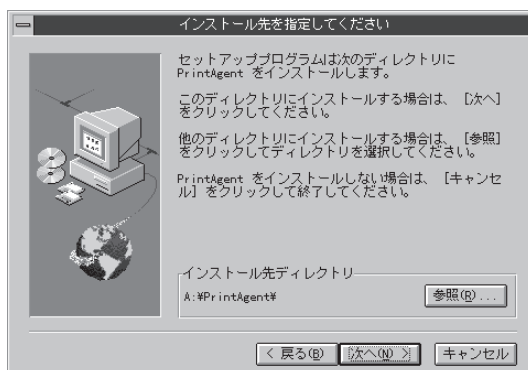 インストール先を指定してください
セットアッププログラムは次のディレクトリに
PrintAgent をインストールします。
このディレクトリにインストールする場合は、 [次へ]
をクリックしてください。
他のディレクトリにインストールする場合は、 [参照]
をクリックしてディレクトリを選択してください。
PrintAgent をインストールしない場合は、 [キャンセ
ル] をクリックして終了してください。
インストール先ディレクトリ
A:¥PrintAgent¥
参照(R)...
< 戻る(B)
次へ(N) >
キャンセル